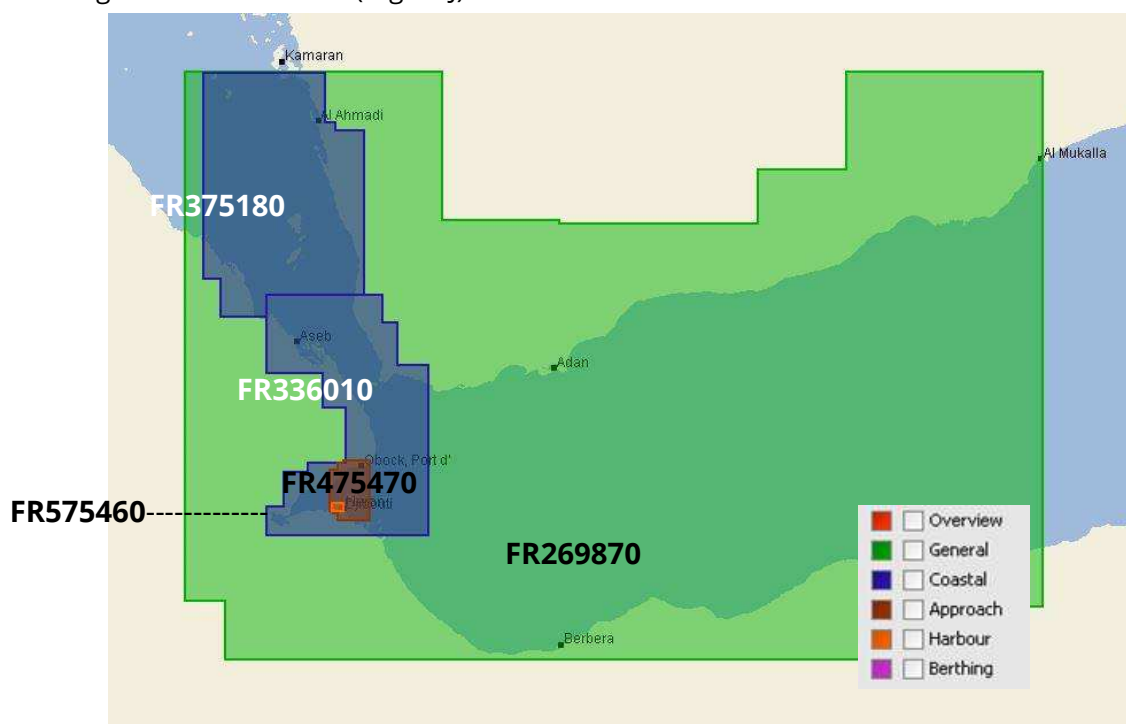 Kamaran
Al Ahmadi
Al Mukalla
FR375180
Aseb
Adan
FR336010
Obock, Port d'
FR475470
FR575460-------------
FR269870
Berbera
Overview
General
Coastal
Approach
Harbour
Berthing